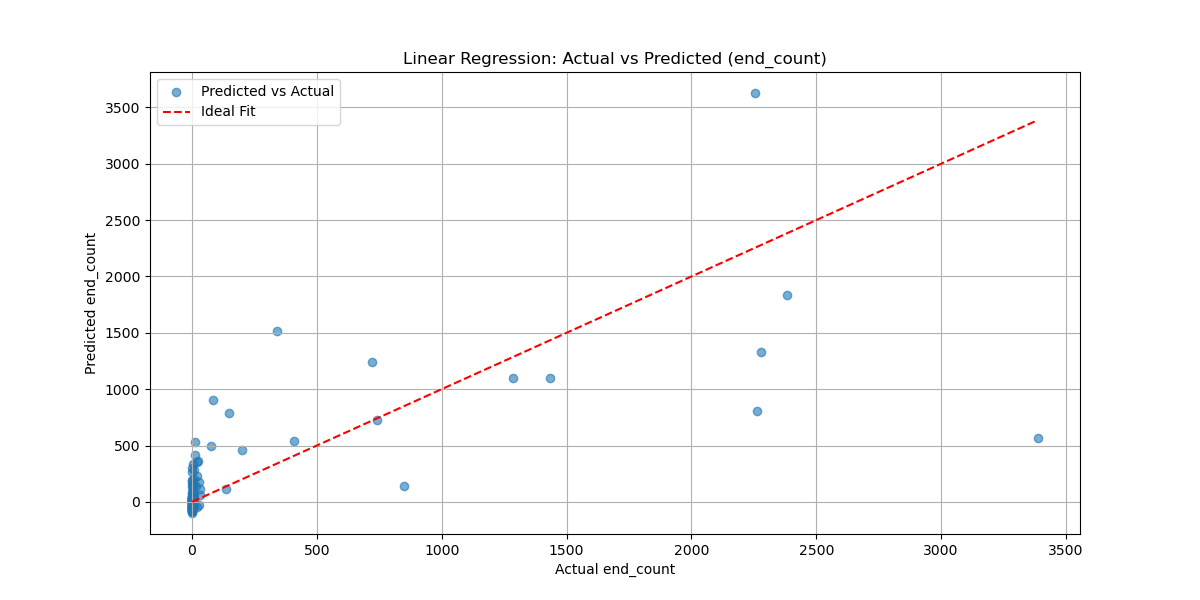 Linear Regression: Actual vs Predicted (end_count)
Predicted vs Actual
Ideal Fit
Predicted end_count
3500
3000
2500
2000
1500
1000
500
0
0 500 1000 1500 2000 2500 3000 3500
Actual end_count